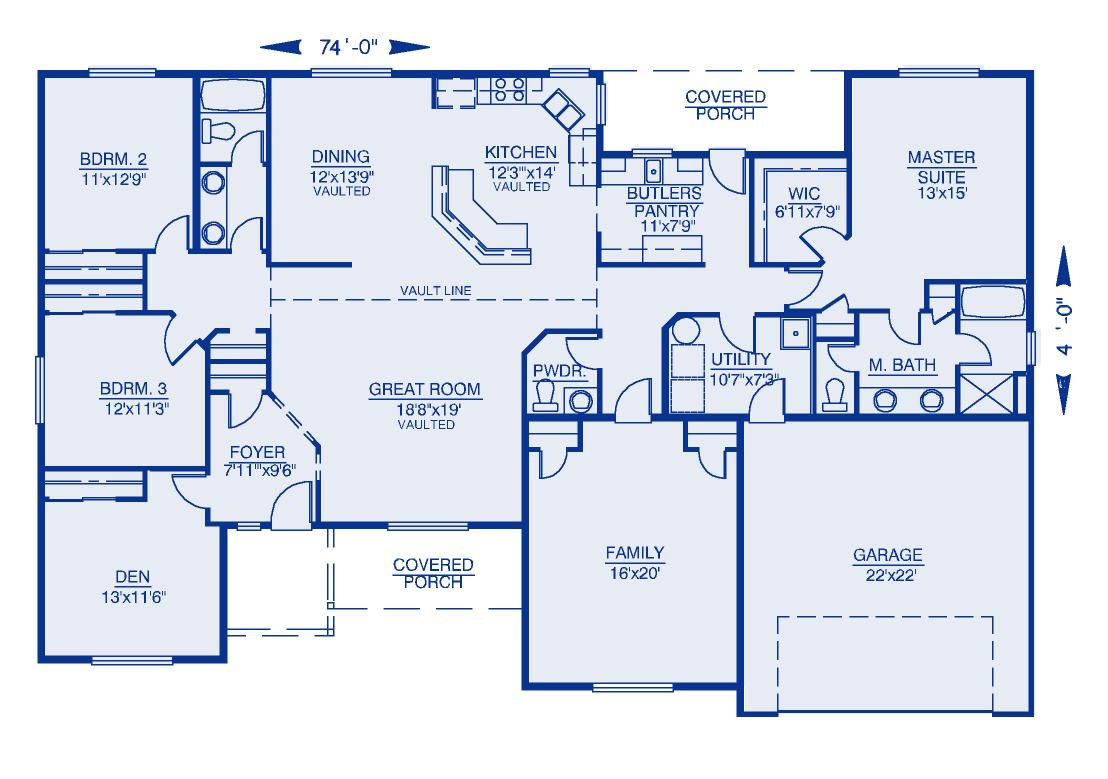 74'-0"
COVERED
PORCH
BDRM. 2
11'x12'9"
DINING
12'x13'9"
VAULTED
KITCHEN
12'3'"x14'
VAULTED
BUTLERS
PANTRY
11'x7'9"
WIC
6'11x7'9"
MASTER
SUITE
13'x15'
VAULT LINE
4 '-0"
BDRM. 3
12'x11'3"
GREAT ROOM
18'8"x19'
VAULTED
PWDR.
UTILITY
10'7"x7'3"
M. BATH
FOYER
7'11'"x9'6"
DEN
13'x11'6"
COVERED
PORCH
FAMILY
16'x20'
GARAGE
22'x22'